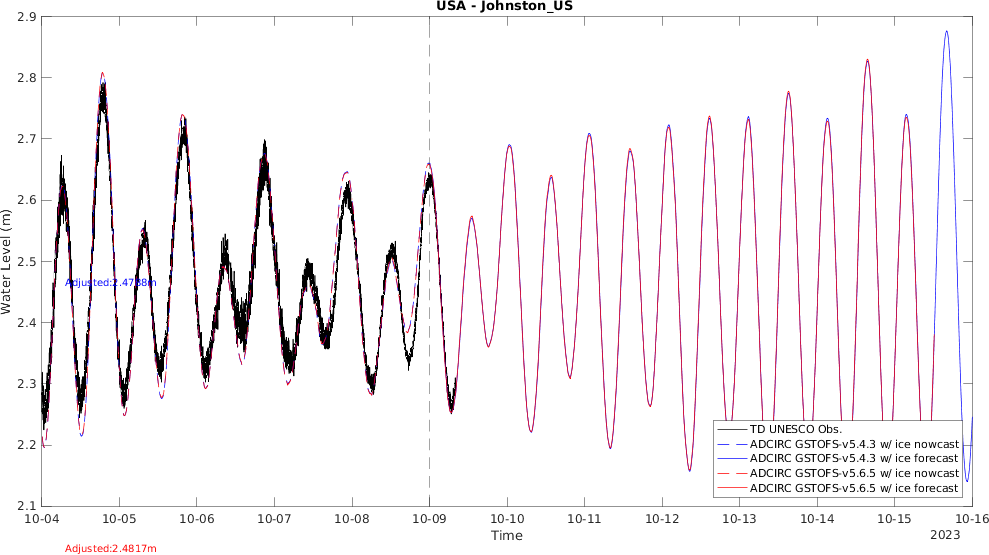 USA - Johnston_US
2.9
2.8
2.7
2.6
2.5
2.4
2.3
2.2
2.1
Water Level (m)
Adjusted:2.4788m
TD UNESCO Obs.
ADCIRC GSTOFS-v5.4.3 w/ ice nowcast
ADCIRC GSTOFS-v5.4.3 w/ ice forecast
ADCIRC GSTOFS-v5.6.5 w/ ice nowcast
ADCIRC GSTOFS-v5.6.5 w/ ice forecast
10-04 10-05 10-06 10-07 10-08 10-09 10-10 10-11 10-12 10-13 10-14 10-15 10-16
Time
2023
Adjusted:2.4817m